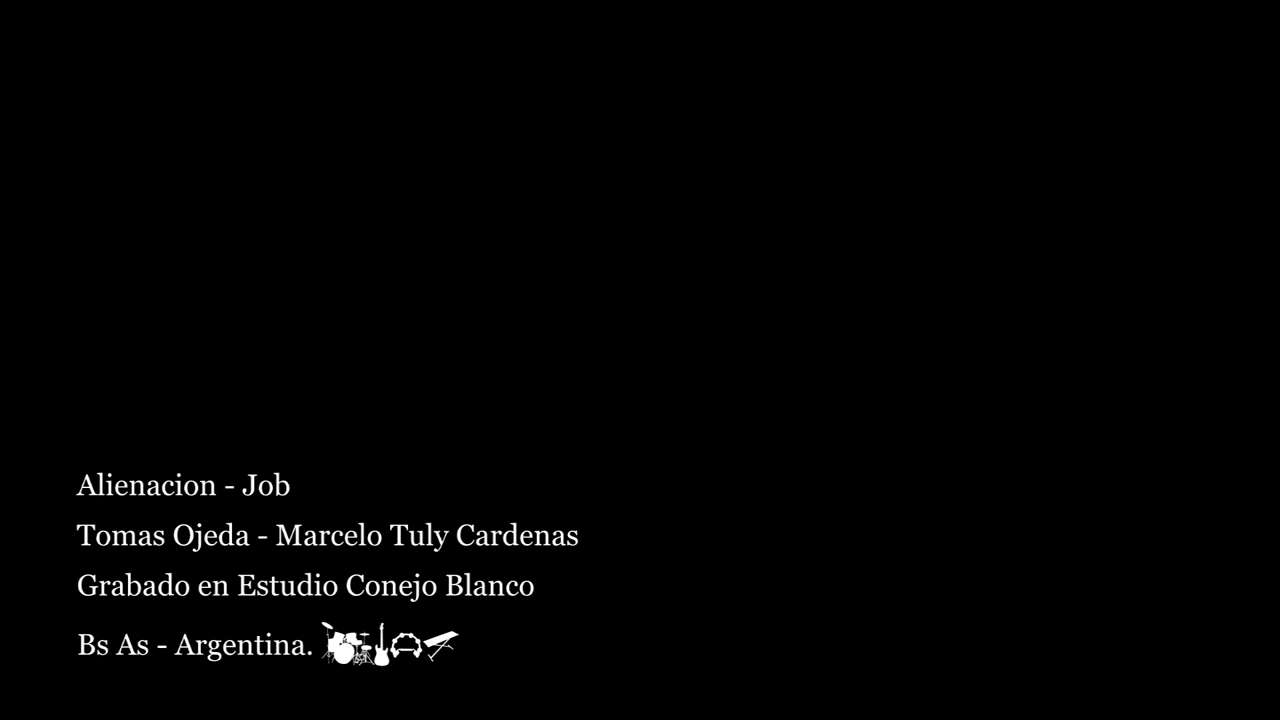 Alienacion - Job
Tomas Ojeda - Marcelo Tuly Cardenas
Grabado en Estudio Conejo Blanco
Bs As - Argentina.